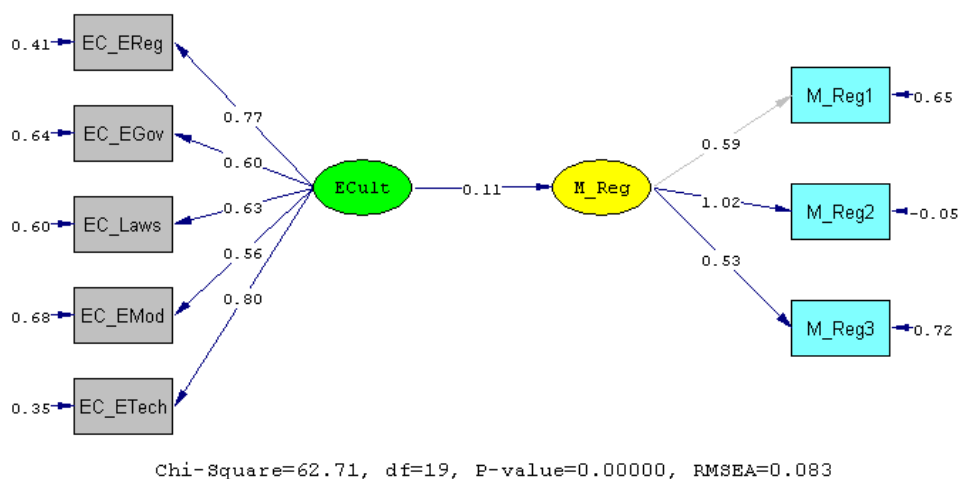 0.41 EC_EReg
0.77
0.64 EC_EGov
0.60
0.60 EC_Laws
0.63
0.68 EC_EMod
0.56
0.35 EC_ETech
0.80
ECult
0.11
M_Reg
0.59
M_Reg1 0.65
1.02
M_Reg2 -0.05
0.53
M_Reg3 0.72
Chi-Square=62.71, df=19, P-value=0.00000, RMSEA=0.083